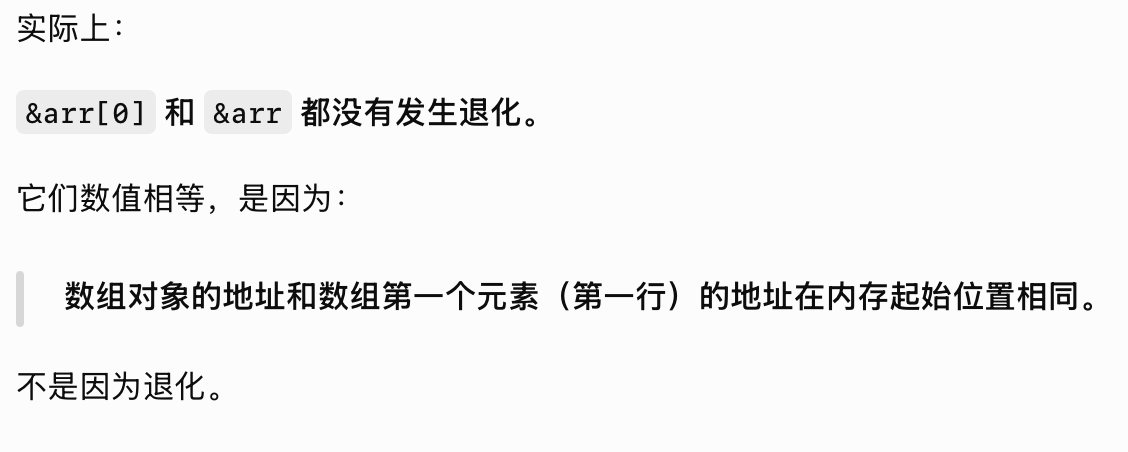 实际上：
&arr[0] 和 &arr 都没有发生退化。
它们数值相等，是因为：
数组对象的地址和数组第一个元素（第一行）的地址在内存起始位置相同。
不是因为退化。